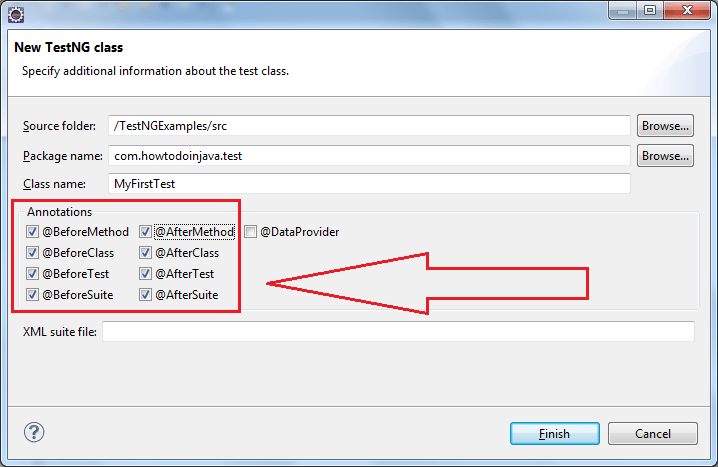 New TestNG class
Specify additional information about the test class.
Source folder: /TestNGExamples/src Browse...
Package name: com.howtodoinjava.test Browse...
Class name: MyFirstTest
Annotations
@BeforeMethod @AfterMethod @DataProvider
@BeforeClass @AfterClass
@BeforeTest @AfterTest
@BeforeSuite @AfterSuite
XML suite file:
? Finish Cancel